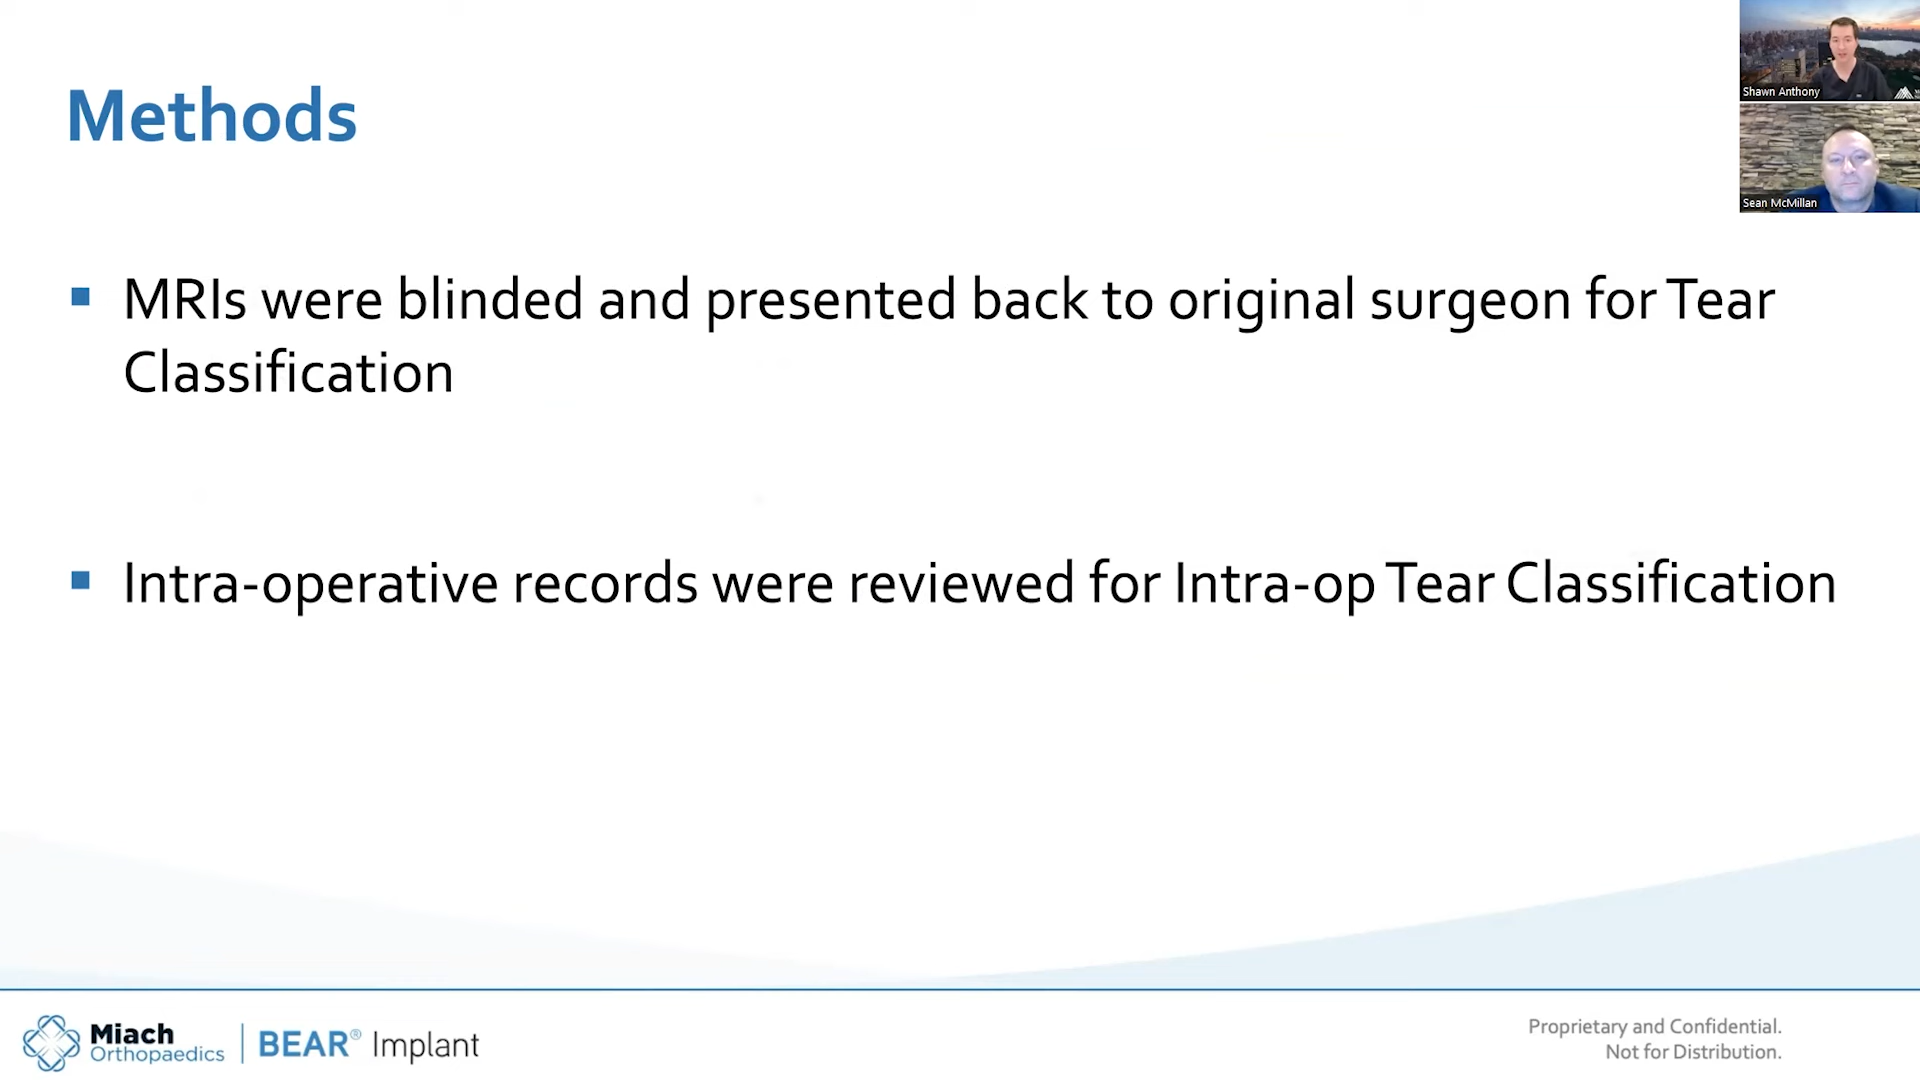 Methods
Shawn Anthony
Sean McMillan
▪ MRIs were blinded and presented back to original surgeon for Tear
Classification
▪ Intra-operative records were reviewed for Intra-op Tear Classification
Miach
Orthopaedics
BEAR® Implant
Proprietary and Confidential.
Not for Distribution.